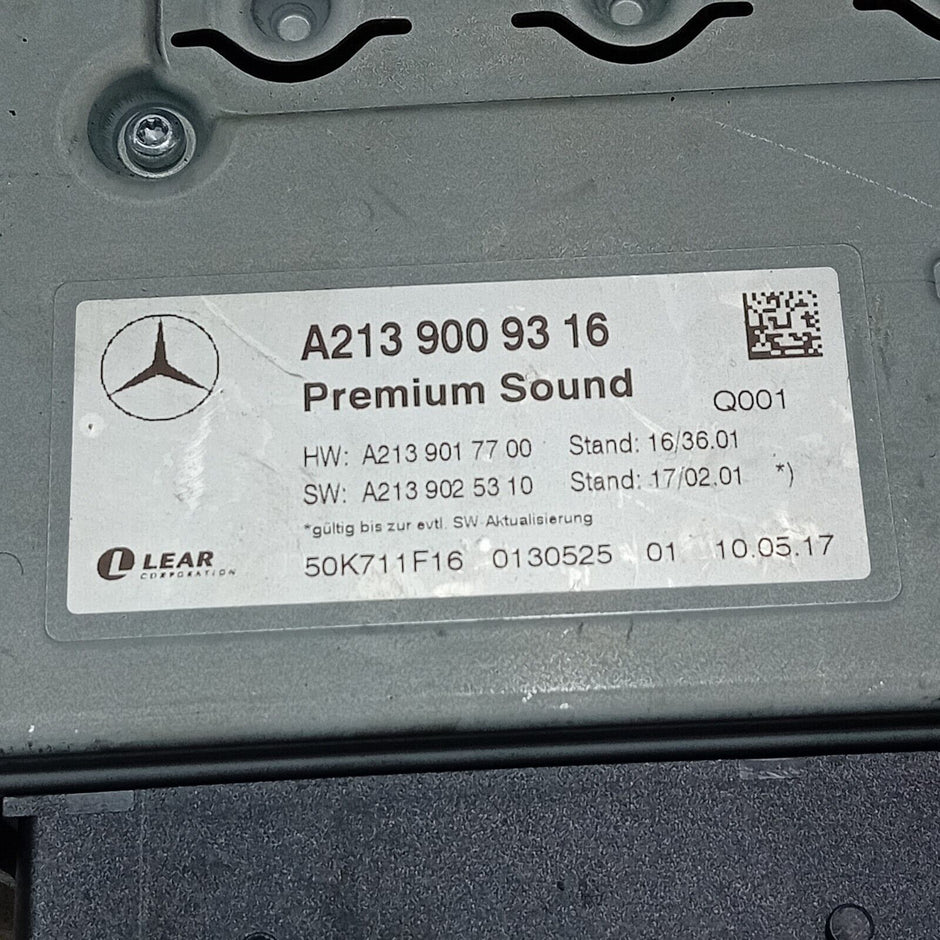 A213 900 93 16
Premium Sound
Q001
HW: A213 901 77 00 Stand: 16/36.01
SW: A213 902 53 10 Stand: 17/02.01 *)
*gültig bis zur evtl. SW-Aktualisierung
LEAR
CORPORATION
50K711F16 0130525 01 10.05.17